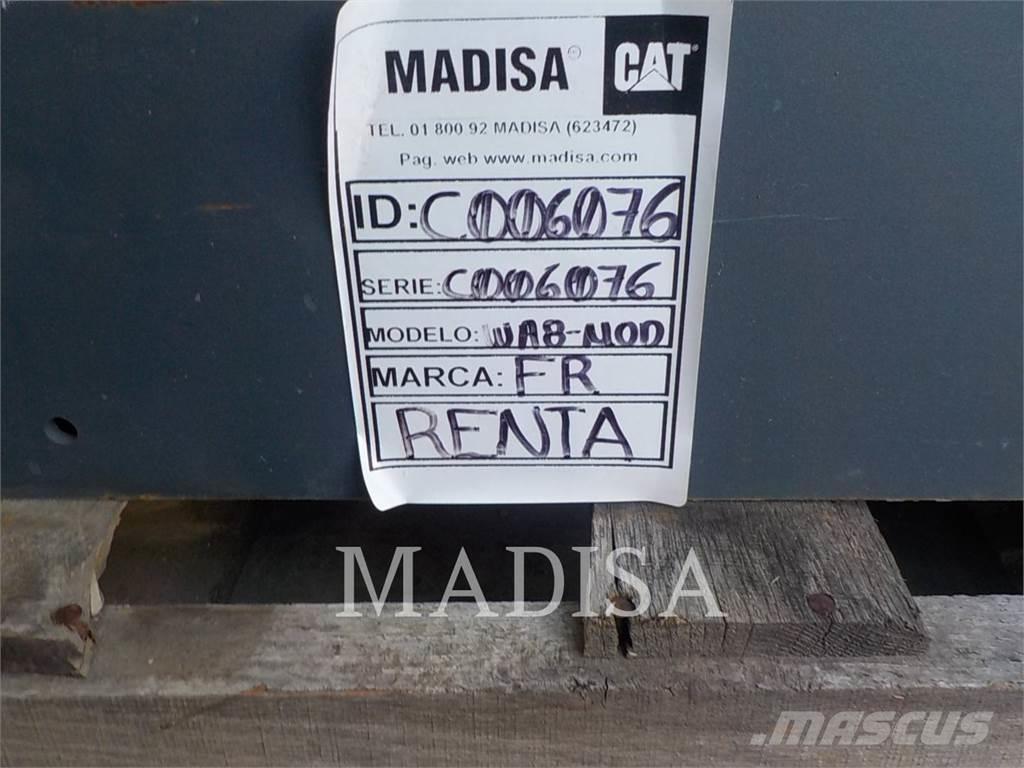 MADISA CAT
TEL. 01 800 92 MADISA (623472)
Pag. web www.madisa.com
ID: C006076
SERIE: C006076
MODELO: WA8-MOD
MARCA: FR
RENTA
MADISA
MASCUS